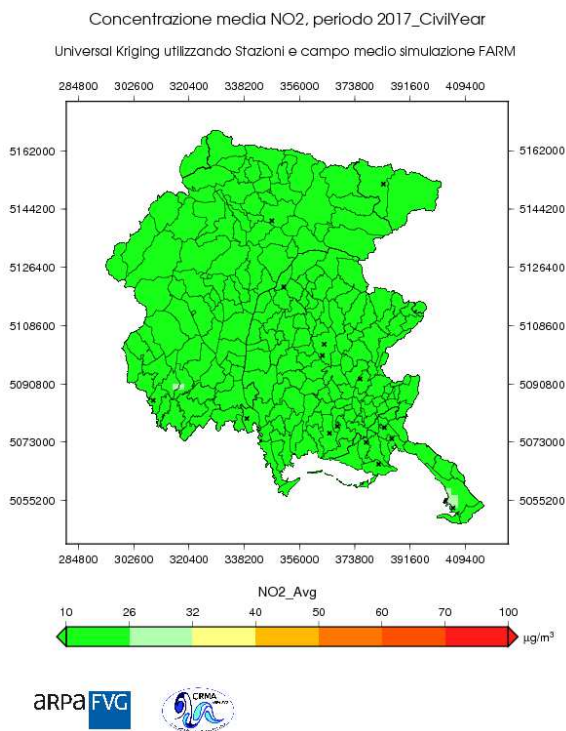 Concentrazione media NO2, periodo 2017_CivilYear
Universal Kriging utilizzando Stazioni e campo medio simulazione FARM
284800 302600 320400 338200 356000 373800 391600 409400
5162000 5162000
5144200 5144200
5126400 5126400
5108600 5108600
5090800 5090800
5073000 5073000
5055200 5055200
284800 302600 320400 338200 356000 373800 391600 409400
NO2_Avg
10 26 32 40 50 60 70 100
µg/m³
arpa FVG
CRMA